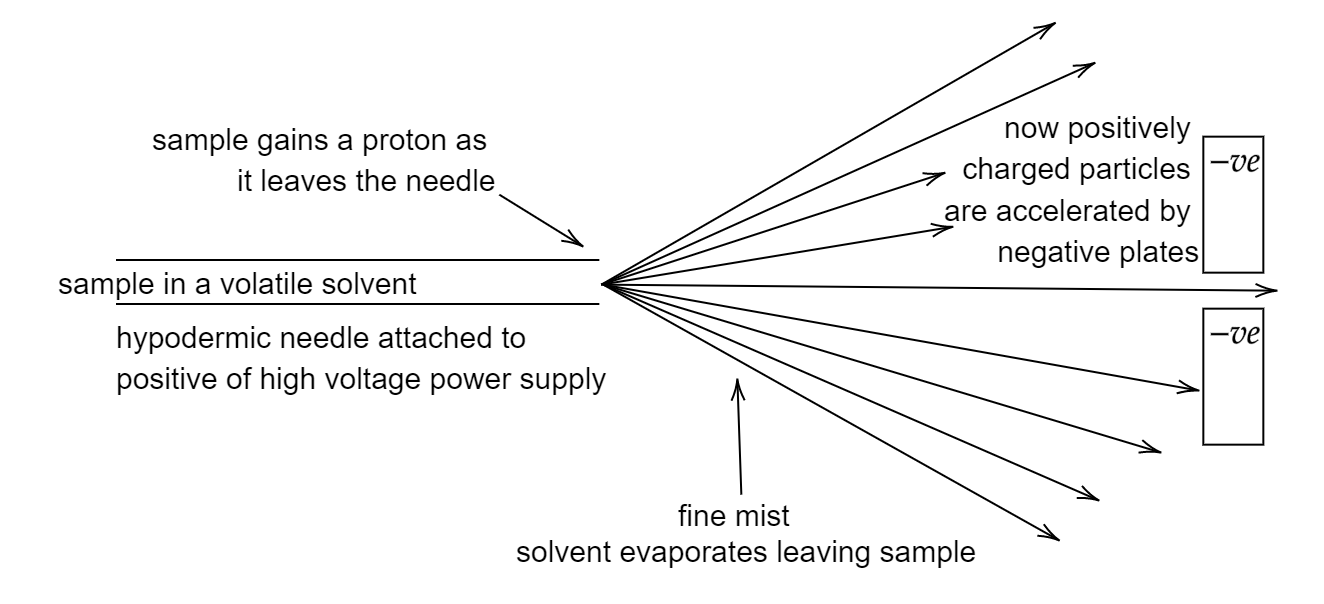 sample gains a proton as
it leaves the needle
sample in a volatile solvent
hypodermic needle attached to
positive of high voltage power supply
fine mist
solvent evaporates leaving sample
now positively
charged particles
are accelerated by
negative plates
−ve
−ve